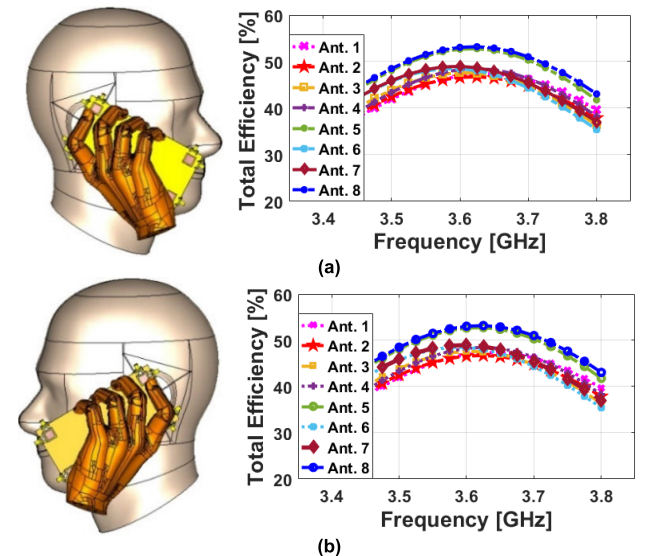 60
50
40
30
20
Total Efficiency [%]
Ant. 1
Ant. 2
Ant. 3
Ant. 4
Ant. 5
Ant. 6
Ant. 7
Ant. 8
3.4 3.5 3.6 3.7 3.8
Frequency [GHz]
(a)
60
50
40
30
20
Total Efficiency [%]
Ant. 1
Ant. 2
Ant. 3
Ant. 4
Ant. 5
Ant. 6
Ant. 7
Ant. 8
3.4 3.5 3.6 3.7 3.8
Frequency [GHz]
(b)